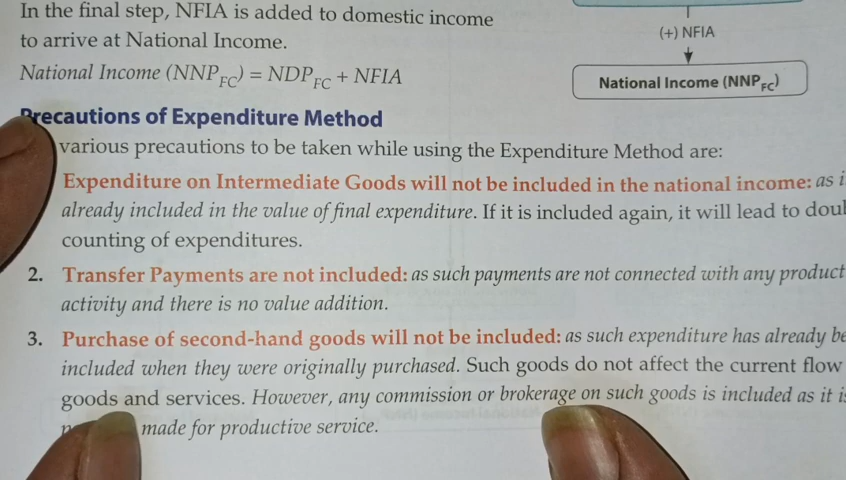 In the final step, NFIA is added to domestic income
to arrive at National Income.
National Income (NNP_FC) = NDP_FC + NFIA
(+) NFIA
National Income (NNP_FC)
Precautions of Expenditure Method
various precautions to be taken while using the Expenditure Method are:
Expenditure on Intermediate Goods will not be included in the national income: as
already included in the value of final expenditure. If it is included again, it will lead to
counting of expenditures.
2. Transfer Payments are not included: as such payments are not connected with any product
activity and there is no value addition.
3. Purchase of second-hand goods will not be included: as such expenditure has already
included when they were originally purchased. Such goods do not affect the current flow
goods and services. However, any commission or brokerage on such goods is included as it
made for productive service.